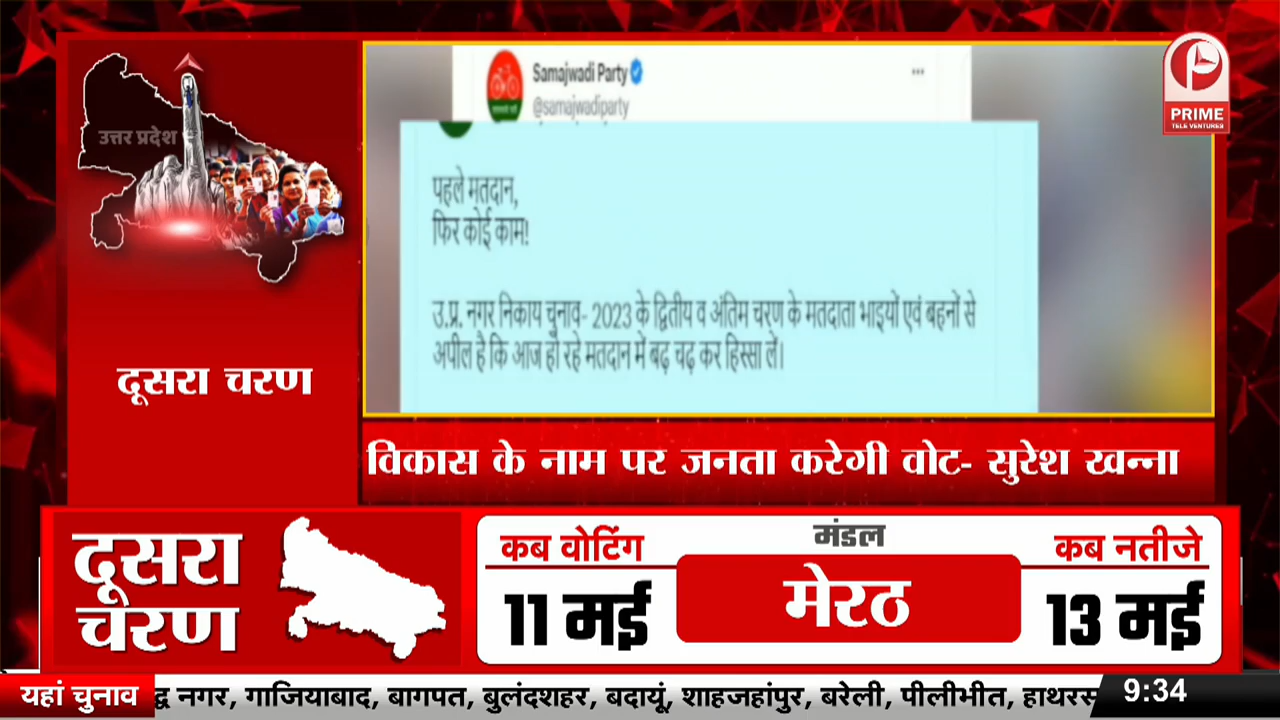 Samajwadi Party
@samajwadiparty
PRIME
TELE VENTURES
उत्तर प्रदेश
पहले मतदान,
फिर कोई काम!
उ.प्र. नगर निकाय चुनाव- 2023 के द्वितीय व अंतिम चरण के मतदाता भाइयों एवं बहनों से
अपील है कि आज हो रहे मतदान में बढ़ चढ़ कर हिस्सा लें।
दूसरा चरण
विकास के नाम पर जनता करेगी वोट- सुरेश खन्ना
दूसरा
चरण
कब वोटिंग
11 मई
मंडल
मेरठ
कब नतीजे
13 मई
यहां चुनाव
द्ध नगर, गाजियाबाद, बागपत, बुलंदशहर, बदायूं, शाहजहांपुर, बरेली, पीलीभीत, हाथरस
9:34